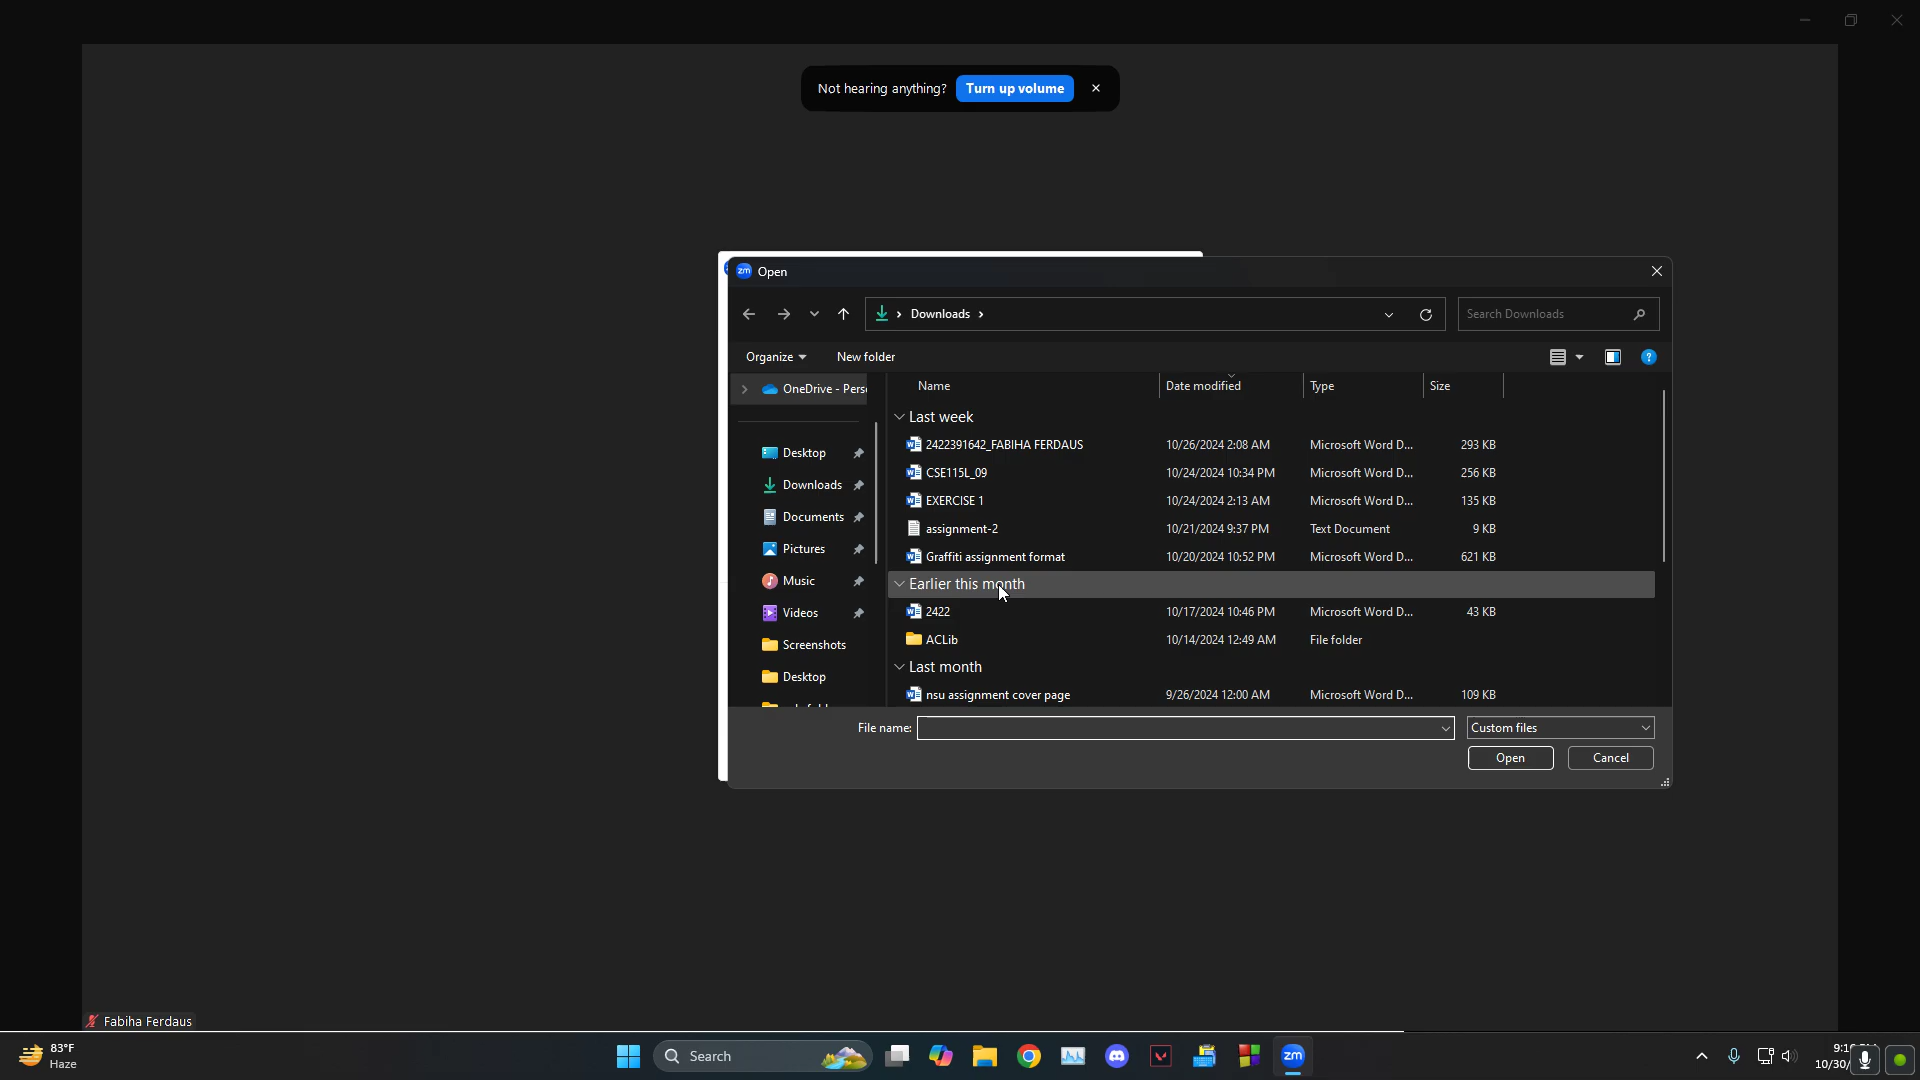 Not hearing anything? Turn up volume
zm Open
Downloads
Search Downloads
Organize New folder
OneDrive - Perso
Name Date modified Type Size
Last week
2422391642_FABIHA FERDAUS 10/26/2024 2:08 AM Microsoft Word D... 293 KB
Desktop
CSE115L_09 10/24/2024 10:34 PM Microsoft Word D... 256 KB
Downloads
EXERCISE 1 10/24/2024 2:13 AM Microsoft Word D... 135 KB
Documents
assignment-2 10/21/2024 9:37 PM Text Document 9 KB
Pictures
Graffiti assignment format 10/20/2024 10:52 PM Microsoft Word D... 621 KB
Music
Earlier this month
Videos
2422 10/17/2024 10:46 PM Microsoft Word D... 43 KB
Screenshots
ACLib 10/14/2024 12:49 AM File folder
Last month
Desktop
nsu assignment cover page 9/26/2024 12:00 AM Microsoft Word D... 109 KB
File name: Custom files
Open Cancel
Fabiha Ferdaus
83°F
Haze
Search
zm
10/30/